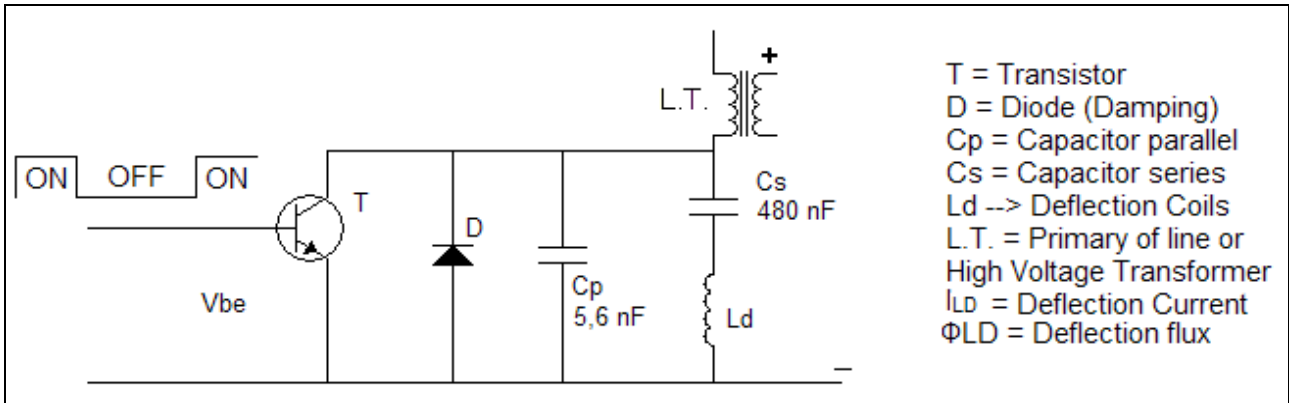 +
L.T.
ON OFF ON
T
D
Cs
480 nF
Cp
5,6 nF
Vbe
Ld
–
T = Transistor
D = Diode (Damping)
Cp = Capacitor parallel
Cs = Capacitor series
Ld --> Deflection Coils
L.T. = Primary of line or
High Voltage Transformer
ILD = Deflection Current
ΦLD = Deflection flux